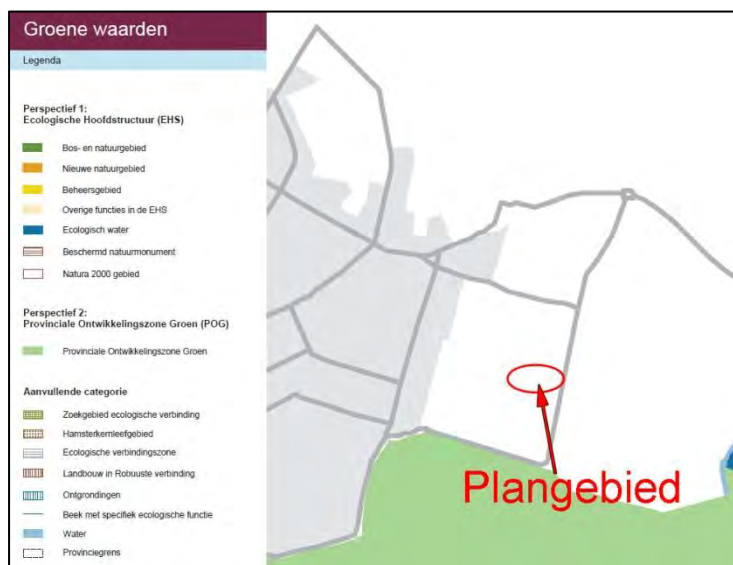 Groene waarden
Legenda
Perspectief 1:
Ecologische Hoofdstructuur (EHS)
Bos- en natuurgebied
Nieuwe natuurgebied
Beheersgebied
Overige functies in de EHS
Ecologisch water
Beschermd natuurmonument
Natura 2000 gebied
Perspectief 2:
Provinciale Ontwikkelingszone Groen (POG)
Provinciale Ontwikkelingszone Groen
Aanvullende categorie
Zoekgebied ecologische verbinding
Hamsterkernleefgebied
Ecologische verbindingszone
Landbouw in Robuuste verbinding
Ontgrondingen
Beek met specifiek ecologische functie
Water
Provinciegrens
Plangebied